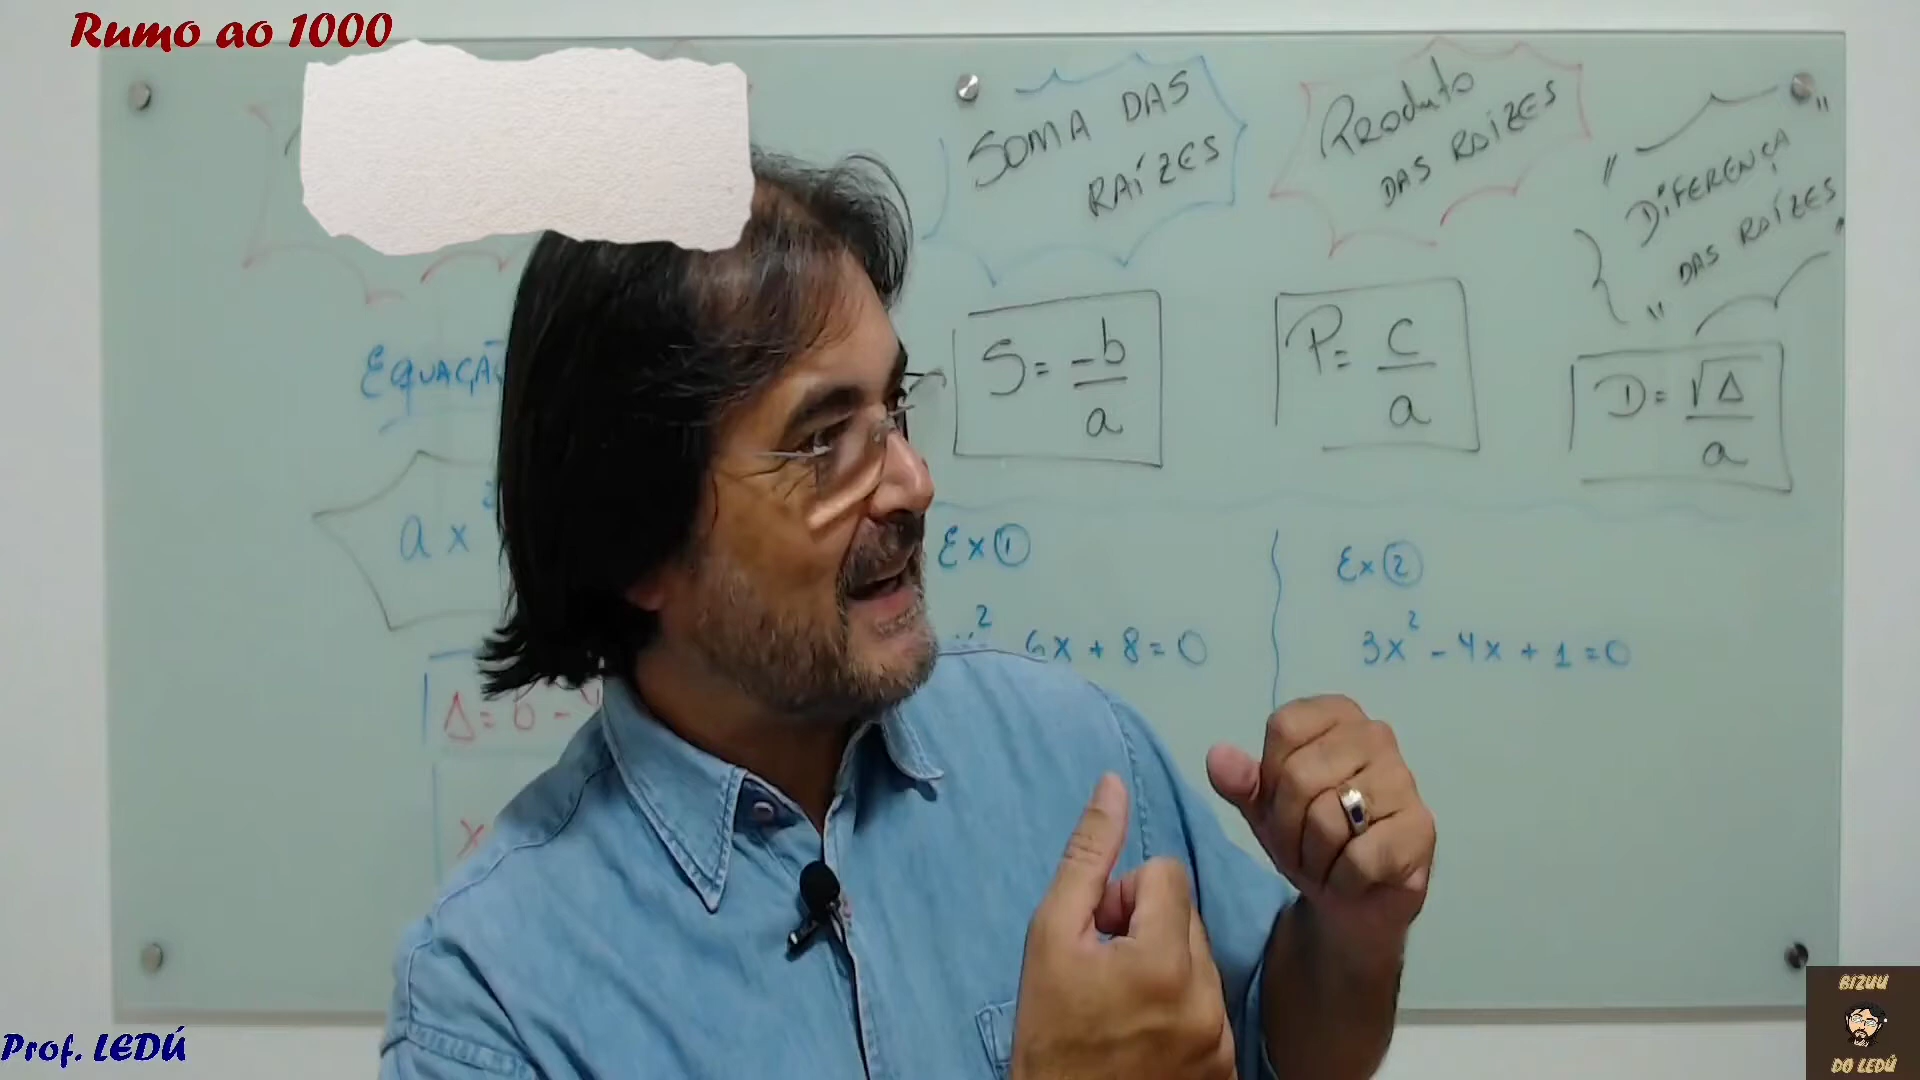 Rumo ao 1000
SOMA DAS
RAÍZES
PRODUTO
DAS RAÍZES
" DIFERENÇA "
" DAS RAÍZES "
EQUAÇÃ
S = -b/a
P = c/a
D = √Δ/a
ax
Ex ①
6x + 8 = 0
Ex ②
3x² - 4x + 1 = 0
Δ = b - 4
x
Prof. LEDÚ
BIZUU
DO LEDÚ